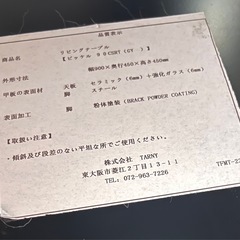 品質表示
商品名 リビングテーブル
【ピッケル 90CSRT（GY）】
外形寸法 幅900×奥行450×高さ450
甲板の表面材 天板 セラミック（6mm）＋強化ガラス（6mm）
脚 スチール
表面加工 脚 粉体塗装（BRACK POWDER COATING）
【取扱い注意】
・傾斜及び段差のない平坦な所でご使用ください。
株式会社 TARNY
東大阪市菱江2丁目13-11
TEL 072-963-7226
TFMT-22